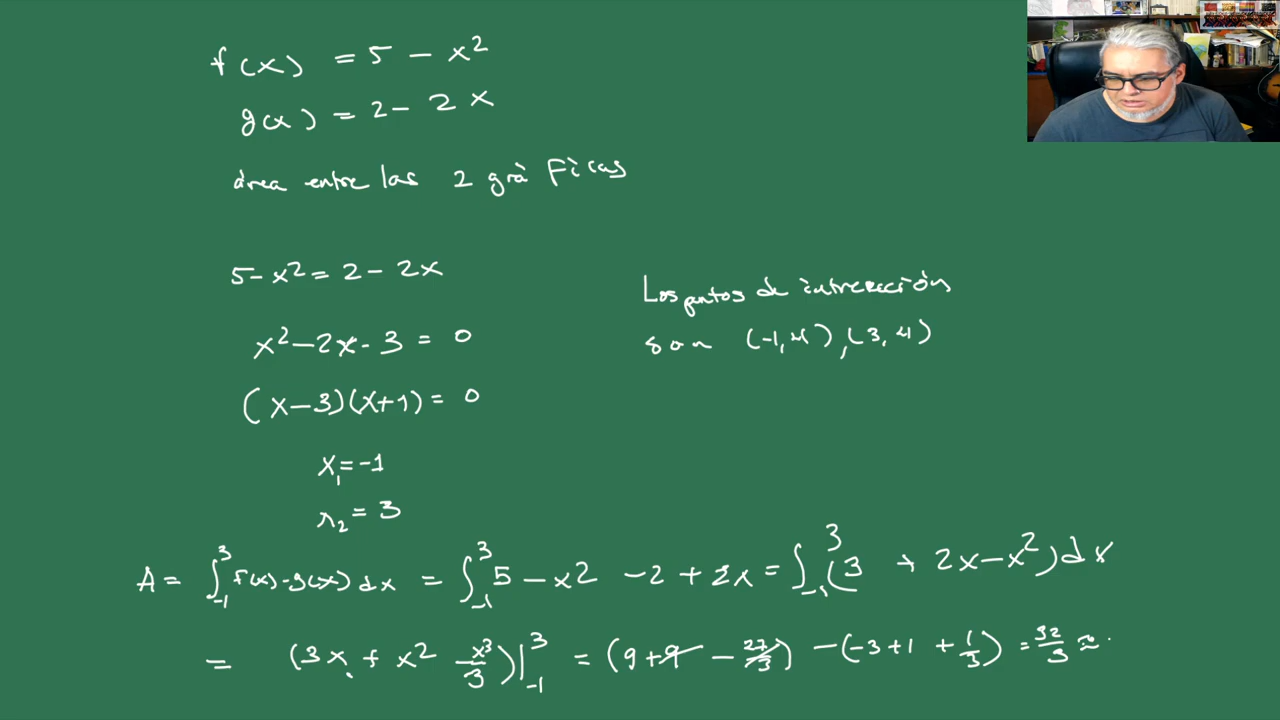 f(x) = 5 - x²
g(x) = 2 - 2x
área entre las 2 gràficas
5 - x² = 2 - 2x
x² - 2x - 3 = 0
(x - 3)(x + 1) = 0
x₁ = -1
x₂ = 3
Los puntos de intrección
son (-1, 4), (3, 4)
A = ∫₋₁³ f(x) - g(x) dx = ∫₋₁³ 5 - x² - 2 + 2x = ∫₋₁³ (3 + 2x - x²) dx
= (3x + x² - x³/3)|₋₁³ = (9 + 9 - 27/3) - (-3 + 1 + 1/3) = 32/3 ≈